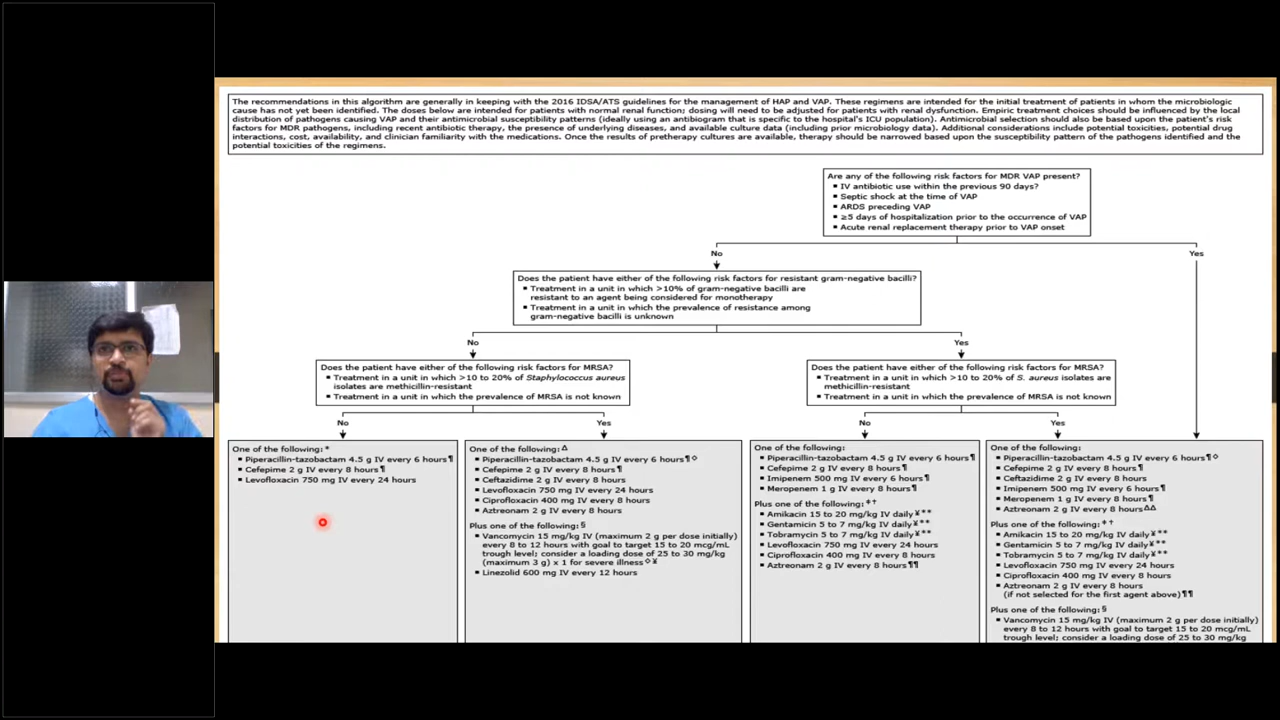 The recommendations in this algorithm are generally in keeping with the 2016 IDSA/ATS guidelines for the management of HAP and VAP. These regimens are intended for the initial treatment of patients in whom the microbiologic
cause has not yet been identified. The doses below are intended for patients with normal renal function; dosing will need to be adjusted for patients with renal dysfunction. Empiric treatment choices should be influenced by the local
distribution of pathogens causing VAP and their antimicrobial susceptibility patterns (ideally using an antibiogram that is specific to the hospital's ICU population). Antimicrobial selection should also be based upon the patient's risk
factors for MDR pathogens, including recent antibiotic therapy, the presence of underlying diseases, and available culture data (including prior microbiology data). Additional considerations include potential toxicities, potential drug
interactions, cost, availability, and clinician familiarity with the medications. Once the results of pretherapy cultures are available, therapy should be narrowed based upon the susceptibility pattern of the pathogens identified and the
potential toxicities of the regimens.
Are any of the following risk factors for MDR VAP present?
▪ IV antibiotic use within the previous 90 days?
▪ Septic shock at the time of VAP
▪ ARDS preceding VAP
▪ ≥5 days of hospitalization prior to the occurrence of VAP
▪ Acute renal replacement therapy prior to VAP onset
No
Yes
Does the patient have either of the following risk factors for resistant gram-negative bacilli?
▪ Treatment in a unit in which >10% of gram-negative bacilli are
resistant to an agent being considered for monotherapy
▪ Treatment in a unit in which the prevalence of resistance among
gram-negative bacilli is unknown
No
Yes
Does the patient have either of the following risk factors for MRSA?
▪ Treatment in a unit in which >10 to 20% of Staphylococcus aureus
isolates are methicillin-resistant
▪ Treatment in a unit in which the prevalence of MRSA is not known
Does the patient have either of the following risk factors for MRSA?
▪ Treatment in a unit in which >10 to 20% of S. aureus isolates are
methicillin-resistant
▪ Treatment in a unit in which the prevalence of MRSA is not known
No
Yes
No
Yes
One of the following:*
▪ Piperacillin-tazobactam 4.5 g IV every 6 hours¶
▪ Cefepime 2 g IV every 8 hours¶
▪ Levofloxacin 750 mg IV every 24 hours
One of the following:Δ
▪ Piperacillin-tazobactam 4.5 g IV every 6 hours¶◊
▪ Cefepime 2 g IV every 8 hours¶
▪ Ceftazidime 2 g IV every 8 hours
▪ Levofloxacin 750 mg IV every 24 hours
▪ Ciprofloxacin 400 mg IV every 8 hours
▪ Aztreonam 2 g IV every 8 hours
Plus one of the following:§
▪ Vancomycin 15 mg/kg IV (maximum 2 g per dose initially)
every 8 to 12 hours with goal to target 15 to 20 mcg/mL
trough level; consider a loading dose of 25 to 30 mg/kg
(maximum 3 g) x 1 for severe illness◊¥
▪ Linezolid 600 mg IV every 12 hours
One of the following:
▪ Piperacillin-tazobactam 4.5 g IV every 6 hours¶
▪ Cefepime 2 g IV every 8 hours¶
▪ Imipenem 500 mg IV every 6 hours¶
▪ Meropenem 1 g IV every 8 hours¶
Plus one of the following:‡†
▪ Amikacin 15 to 20 mg/kg IV daily¥**
▪ Gentamicin 5 to 7 mg/kg IV daily¥**
▪ Tobramycin 5 to 7 mg/kg IV daily¥**
▪ Levofloxacin 750 mg IV every 24 hours
▪ Ciprofloxacin 400 mg IV every 8 hours
▪ Aztreonam 2 g IV every 8 hours¶¶
One of the following:
▪ Piperacillin-tazobactam 4.5 g IV every 6 hours¶◊
▪ Cefepime 2 g IV every 8 hours¶
▪ Ceftazidime 2 g IV every 8 hours
▪ Imipenem 500 mg IV every 6 hours¶
▪ Meropenem 1 g IV every 8 hours¶
▪ Aztreonam 2 g IV every 8 hoursΔΔ
Plus one of the following:‡†
▪ Amikacin 15 to 20 mg/kg IV daily¥**
▪ Gentamicin 5 to 7 mg/kg IV daily¥**
▪ Tobramycin 5 to 7 mg/kg IV daily¥**
▪ Levofloxacin 750 mg IV every 24 hours
▪ Ciprofloxacin 400 mg IV every 8 hours
▪ Aztreonam 2 g IV every 8 hours
(if not selected for the first agent above)¶¶
Plus one of the following:§
▪ Vancomycin 15 mg/kg IV (maximum 2 g per dose initially)
every 8 to 12 hours with goal to target 15 to 20 mcg/mL
trough level; consider a loading dose of 25 to 30 mg/kg